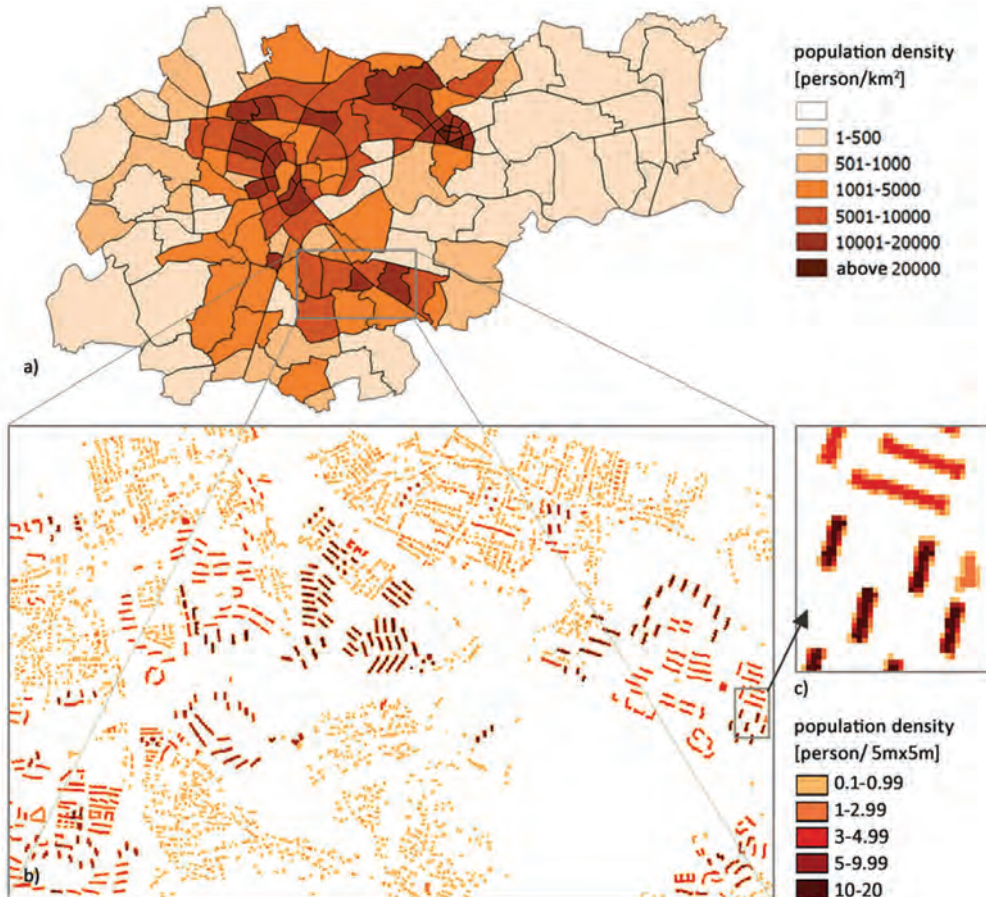 population density
[person/km²]
1-500
501-1000
1001-5000
5001-10000
10001-20000
above 20000
a)
b)
c)
population density
[person/ 5mx5m]
0.1-0.99
1-2.99
3-4.99
5-9.99
10-20